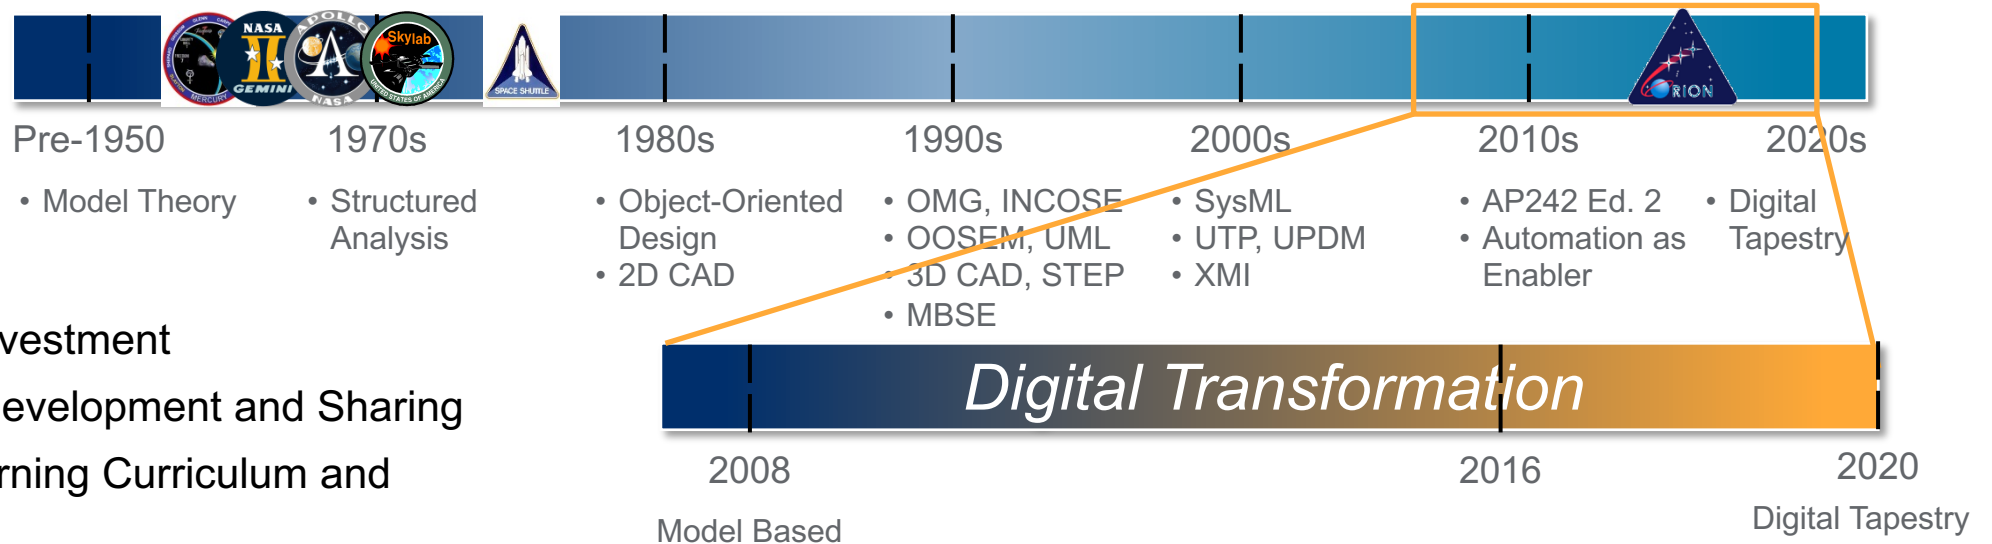 NASA
GEMINI
MERCURY
APOLLO
NASA
Skylab
UNITED STATES OF AMERICA
SPACE SHUTTLE
ORION
Pre-1950
1970s
1980s
1990s
2000s
2010s
2020s
• Model Theory
• Structured
Analysis
• Object-Oriented
Design
• 2D CAD
• OMG, INCOSE
• OOSEM, UML
• 3D CAD, STEP
• MBSE
• SysML
• UTP, UPDM
• XMI
• AP242 Ed. 2
• Automation as
Enabler
• Digital
Tapestry
vestment
evelopment and Sharing
rning Curriculum and
Digital Transformation
2008
2016
2020
Model Based
Digital Tapestry